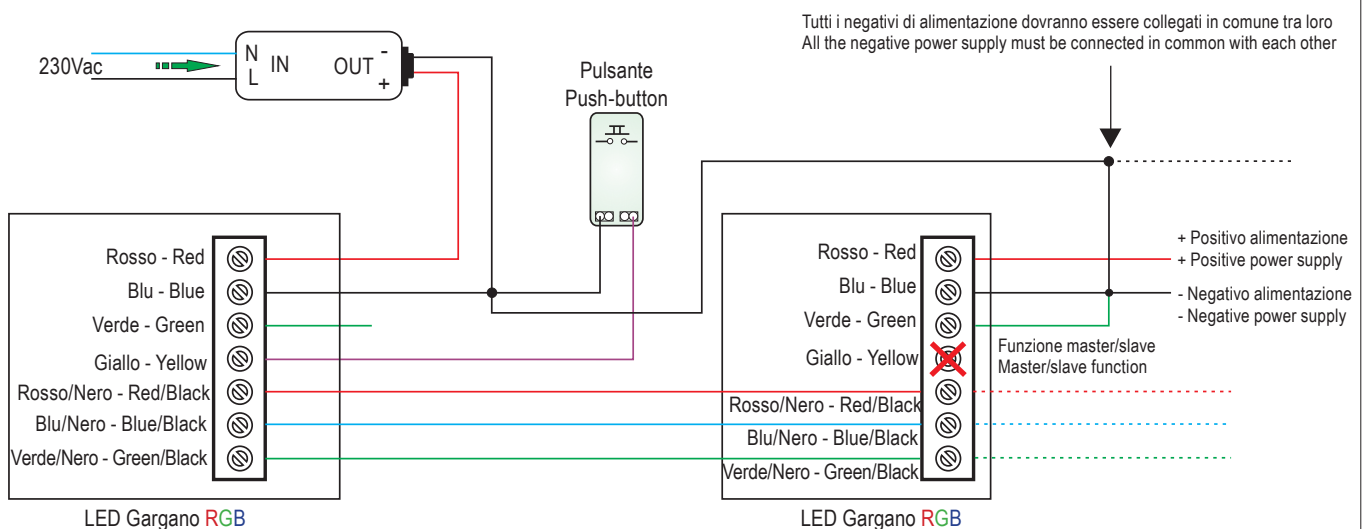 Tutti i negativi di alimentazione dovranno essere collegati in comune tra loro
All the negative power supply must be connected in common with each other
230Vac
N
L
IN
OUT
-
+
Pulsante
Push-button
Rosso - Red
Blu - Blue
Verde - Green
Giallo - Yellow
Rosso/Nero - Red/Black
Blu/Nero - Blue/Black
Verde/Nero - Green/Black
LED Gargano RGB
Rosso - Red
Blu - Blue
Verde - Green
Giallo - Yellow
Rosso/Nero - Red/Black
Blu/Nero - Blue/Black
Verde/Nero - Green/Black
LED Gargano RGB
+ Positivo alimentazione
+ Positive power supply
- Negativo alimentazione
- Negative power supply
Funzione master/slave
Master/slave function